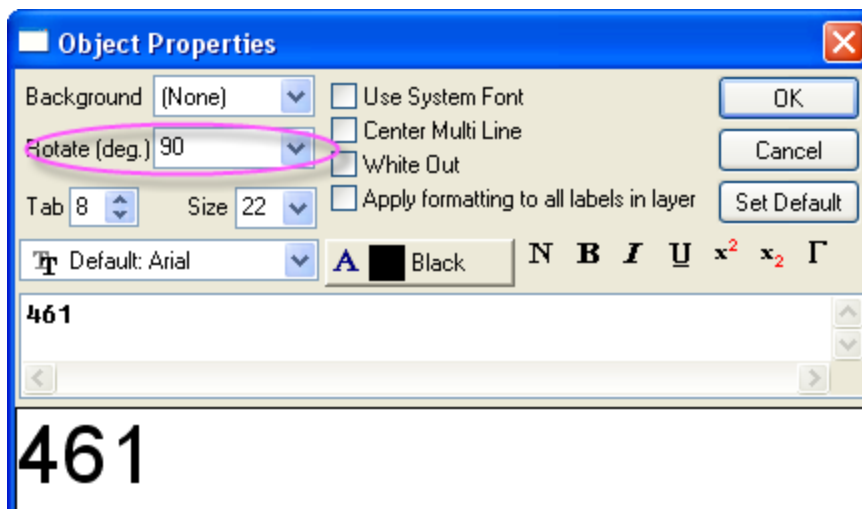 Object Properties
Background (None) Use System Font OK
Rotate (deg.) 90 Center Multi Line Cancel
White Out
Tab 8 Size 22 Apply formatting to all labels in layer Set Default
Default: Arial A Black N B I U x² x₂ Γ
461
461